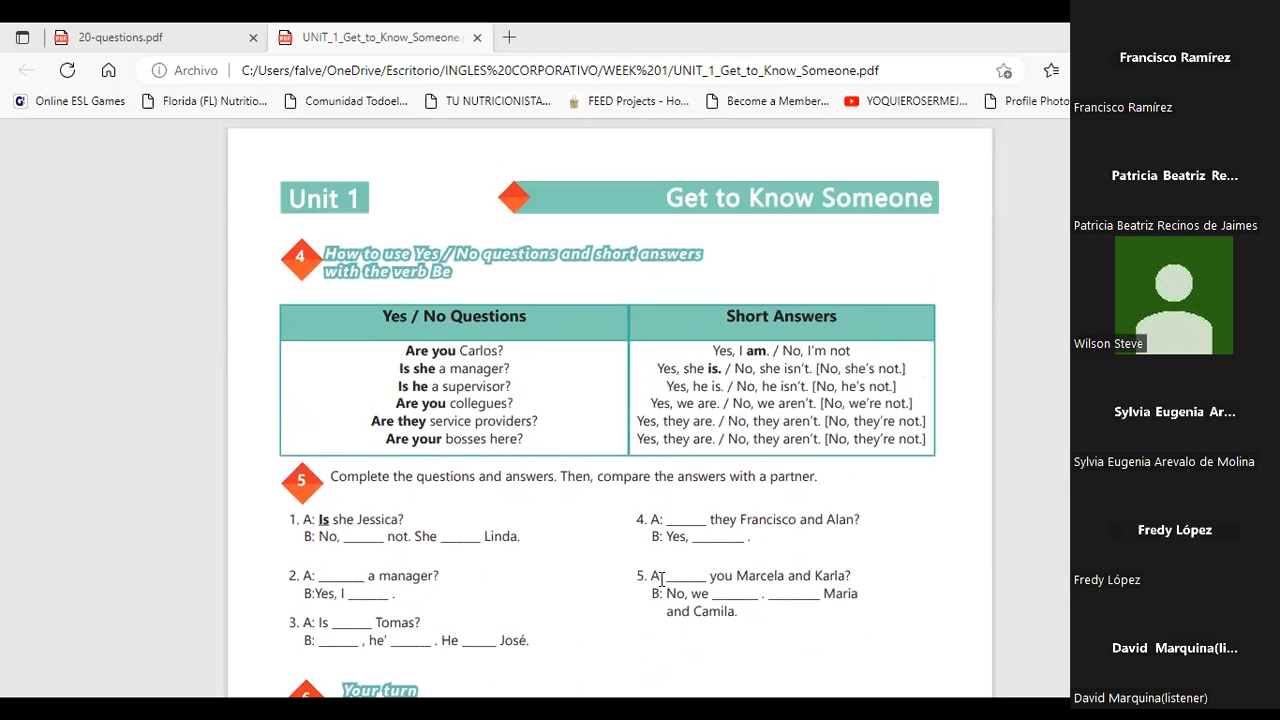 20-questions.pdf
UNIT_1_Get_to_Know_Someone.
Archivo
C:/Users/falve/OneDrive/Escritorio/INGLES%20CORPORATIVO/WEEK%201/UNIT_1_Get_to_Know_Someone.pdf
Online ESL Games
Florida (FL) Nutritio...
Comunidad Todoel...
TU NUTRICIONISTA...
FEED Projects - Ho...
Become a Member...
YOQUIEROSERMEJ...
Profile Photo
Unit 1
Get to Know Someone
4
How to use Yes / No questions and short answers
with the verb Be
Yes / No Questions
Short Answers
Are you Carlos?
Yes, I am. / No, I'm not
Is she a manager?
Yes, she is. / No, she isn't. [No, she's not.]
Is he a supervisor?
Yes, he is. / No, he isn't. [No, he's not.]
Are you collegues?
Yes, we are. / No, we aren't. [No, we're not.]
Are they service providers?
Yes, they are. / No, they aren't. [No, they're not.]
Are your bosses here?
Yes, they are. / No, they aren't. [No, they're not.]
5
Complete the questions and answers. Then, compare the answers with a partner.
1. A: Is she Jessica?
B: No, ______ not. She ______ Linda.
2. A: _______ a manager?
B:Yes, I ______ .
3. A: Is ______ Tomas?
B: ______ , he' ______ . He _____ José.
4. A: ______ they Francisco and Alan?
B: Yes, ________ .
5. A: ______ you Marcela and Karla?
B: No, we _______ . ________ Maria
and Camila.
6
Your turn
Francisco Ramírez
Francisco Ramírez
Patricia Beatriz Re...
Patricia Beatriz Recinos de Jaimes
Wilson Steve
Sylvia Eugenia Ar...
Sylvia Eugenia Arevalo de Molina
Fredy López
Fredy López
David Marquina(li...
David Marquina(listener)